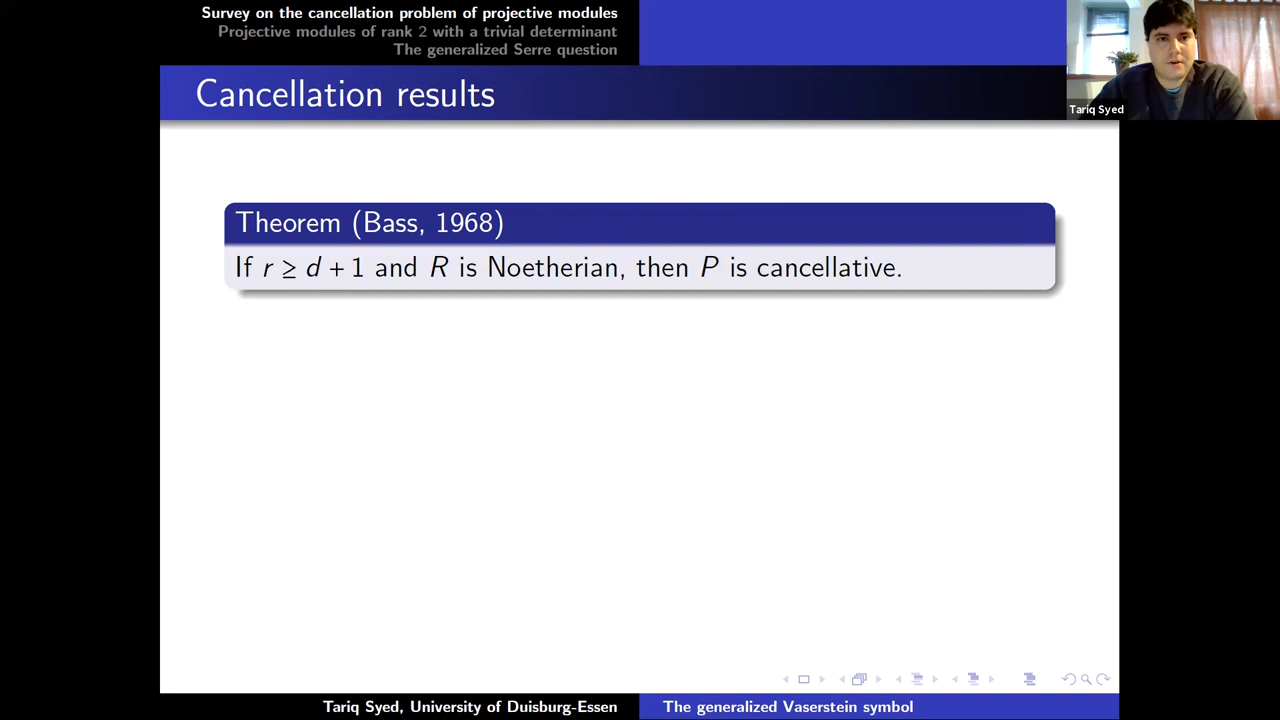 Survey on the cancellation problem of projective modules
Projective modules of rank 2 with a trivial determinant
The generalized Serre question
Cancellation results
Tariq Syed
Theorem (Bass, 1968)
If r ≥ d + 1 and R is Noetherian, then P is cancellative.
Tariq Syed, University of Duisburg-Essen
The generalized Vaserstein symbol